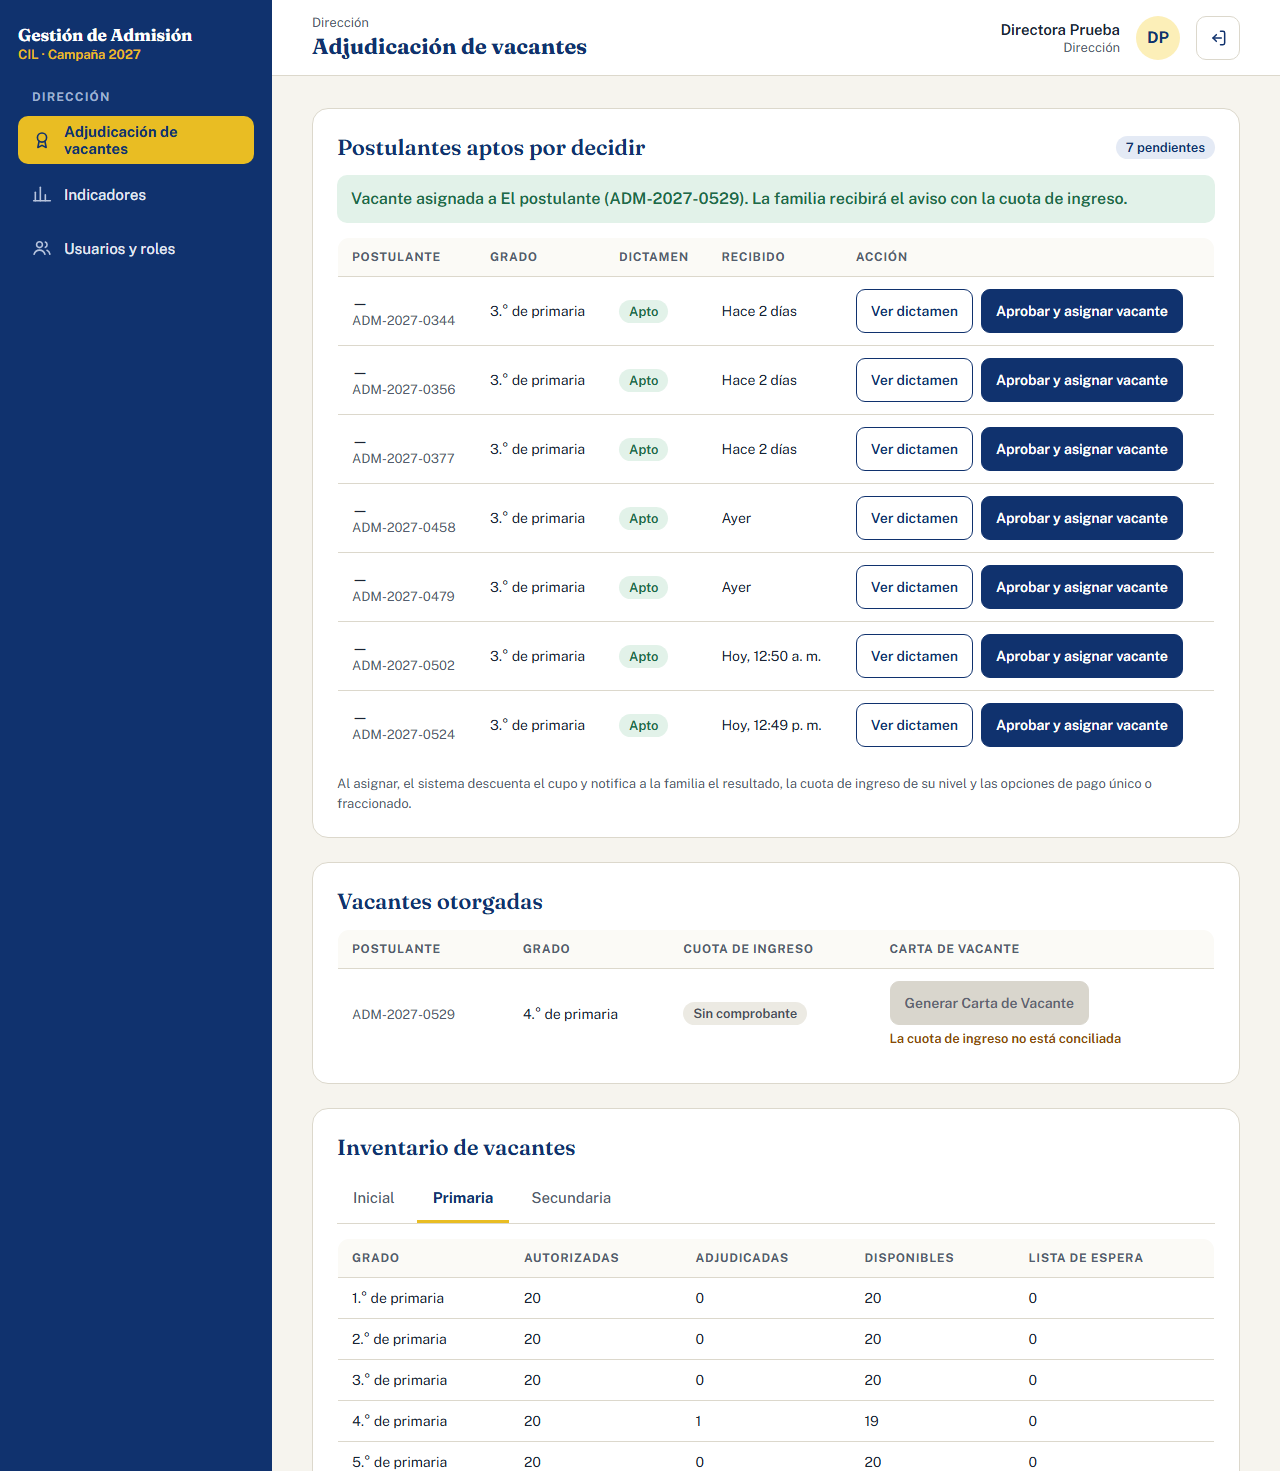 Gestión de Admisión
CIL · Campaña 2027
DIRECCIÓN
Adjudicación de
vacantes
Indicadores
Usuarios y roles
Dirección
Adjudicación de vacantes
Directora Prueba
Dirección
DP
Postulantes aptos por decidir
7 pendientes
Vacante asignada a El postulante (ADM-2027-0529). La familia recibirá el aviso con la cuota de ingreso.
POSTULANTE GRADO DICTAMEN RECIBIDO ACCIÓN
—
ADM-2027-0344 3.° de primaria Apto Hace 2 días Ver dictamen Aprobar y asignar vacante
—
ADM-2027-0356 3.° de primaria Apto Hace 2 días Ver dictamen Aprobar y asignar vacante
—
ADM-2027-0377 3.° de primaria Apto Hace 2 días Ver dictamen Aprobar y asignar vacante
—
ADM-2027-0458 3.° de primaria Apto Ayer Ver dictamen Aprobar y asignar vacante
—
ADM-2027-0479 3.° de primaria Apto Ayer Ver dictamen Aprobar y asignar vacante
—
ADM-2027-0502 3.° de primaria Apto Hoy, 12:50 a. m. Ver dictamen Aprobar y asignar vacante
—
ADM-2027-0524 3.° de primaria Apto Hoy, 12:49 p. m. Ver dictamen Aprobar y asignar vacante
Al asignar, el sistema descuenta el cupo y notifica a la familia el resultado, la cuota de ingreso de su nivel y las opciones de pago único o
fraccionado.
Vacantes otorgadas
POSTULANTE GRADO CUOTA DE INGRESO CARTA DE VACANTE
ADM-2027-0529 4.° de primaria Sin comprobante Generar Carta de Vacante
La cuota de ingreso no está conciliada
Inventario de vacantes
Inicial Primaria Secundaria
GRADO AUTORIZADAS ADJUDICADAS DISPONIBLES LISTA DE ESPERA
1.° de primaria 20 0 20 0
2.° de primaria 20 0 20 0
3.° de primaria 20 0 20 0
4.° de primaria 20 1 19 0
5.° de primaria 20 0 20 0